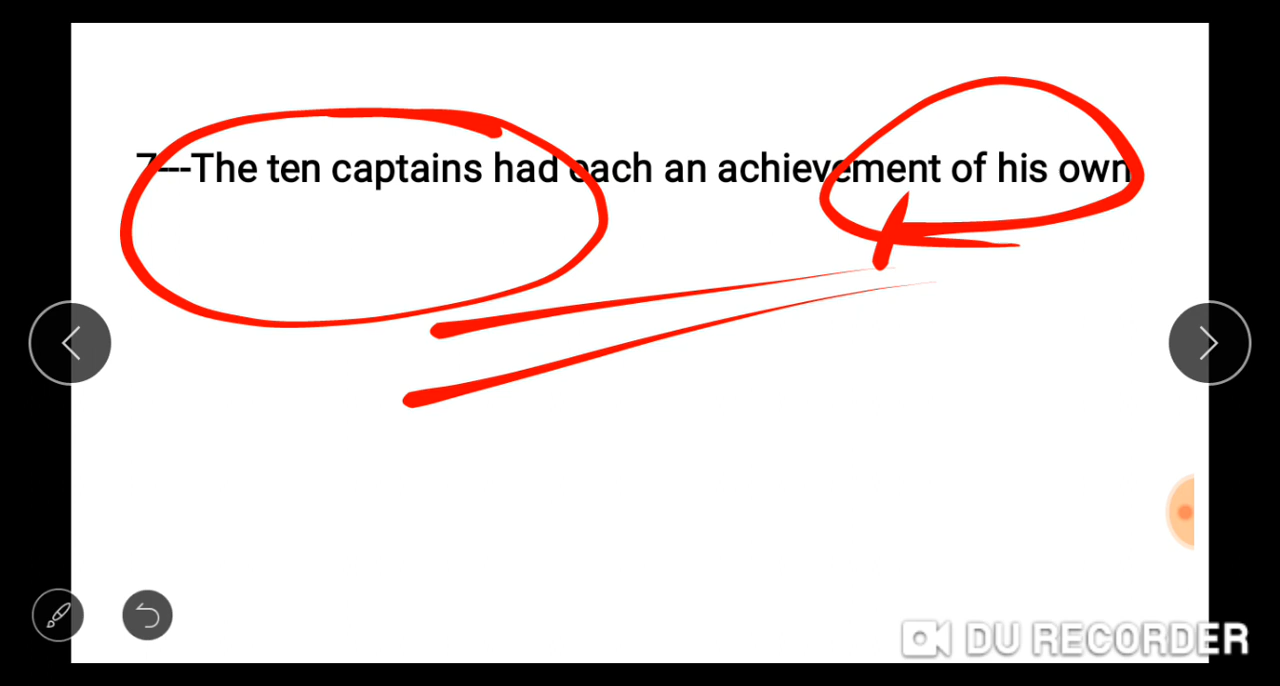 7---The ten captains had each an achievement of his own
DU RECORDER